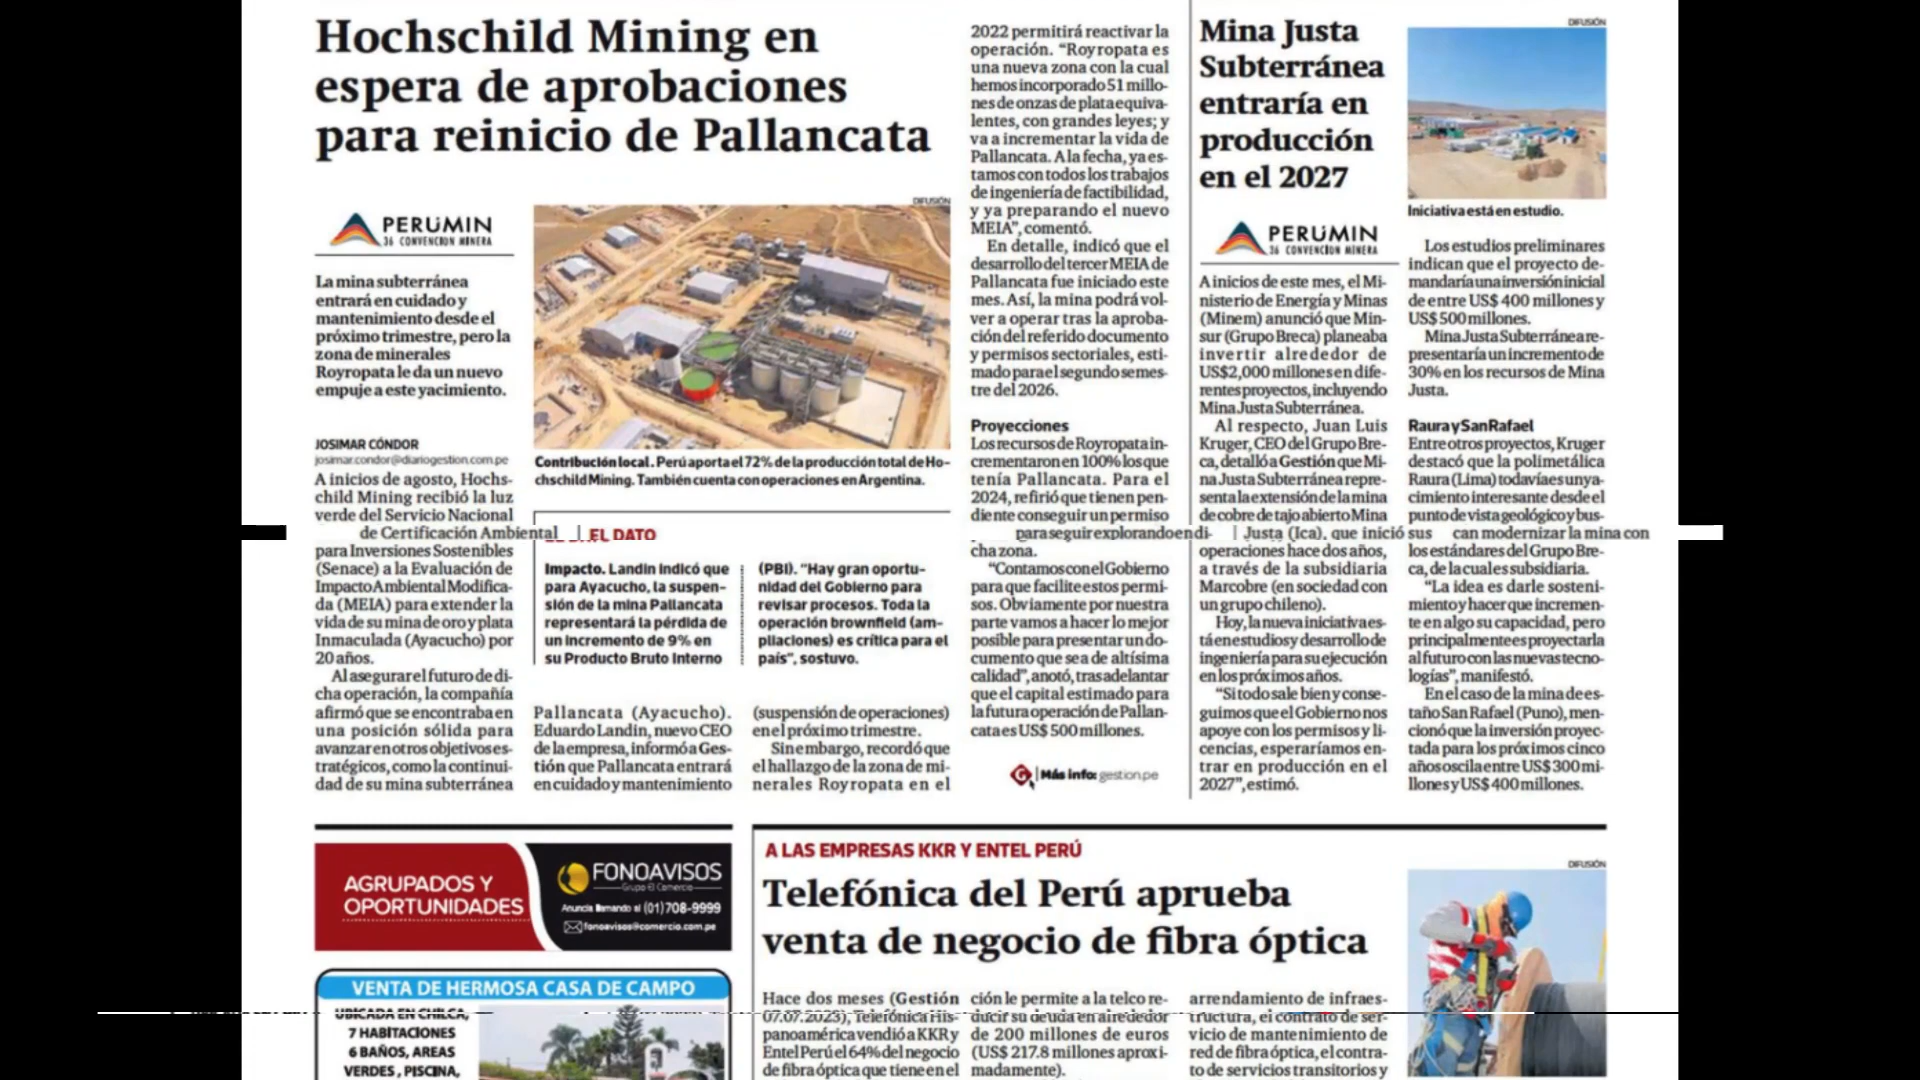 Hochschild Mining en
espera de aprobaciones
para reinicio de Pallancata
PERUMIN
36 CONVENCIÓN MINERA
La mina subterránea
entrará en cuidado y
mantenimiento desde el
próximo trimestre, pero la
zona de minerales
Royropata le da un nuevo
empuje a este yacimiento.
JOSIMAR CÓNDOR
josimar.condor@diariogestion.com.pe
A inicios de agosto, Hochs-
child Mining recibió la luz
verde del Servicio Nacional
de Certificación Ambiental
para Inversiones Sostenibles
(Senace) a la Evaluación de
Impacto Ambiental Modifica-
da (MEIA) para extender la
vida de su mina de oro y plata
Inmaculada (Ayacucho) por
20 años.
Al asegurar el futuro de di-
cha operación, la compañía
afirmó que se encontraba en
una posición sólida para
avanzar en otros objetivos es-
tratégicos, como la continui-
dad de su mina subterránea
DIFUSIÓN
Contribución local. Perú aporta el 72% de la producción total de Ho-
chschild Mining. También cuenta con operaciones en Argentina.
EL DATO
Impacto. Landin indicó que
para Ayacucho, la suspen-
sión de la mina Pallancata
representará la pérdida de
un incremento de 9% en
su Producto Bruto Interno
(PBI). "Hay gran oportu-
nidad del Gobierno para
revisar procesos. Toda la
operación brownfield (am-
pliaciones) es crítica para el
país", sostuvo.
Pallancata (Ayacucho).
Eduardo Landin, nuevo CEO
de la empresa, informó a Ges-
tión que Pallancata entrará
en cuidado y mantenimiento
(suspensión de operaciones)
en el próximo trimestre.
Sin embargo, recordó que
el hallazgo de la zona de mi-
nerales Royropata en el
2022 permitirá reactivar la
operación. “Royropata es
una nueva zona con la cual
hemos incorporado 51 millo-
nes de onzas de plata equiva-
lentes, con grandes leyes; y
va a incrementar la vida de
Pallancata. A la fecha, ya es-
tamos con todos los trabajos
de ingeniería de factibilidad,
y ya preparando el nuevo
MEIA”, comentó.
En detalle, indicó que el
desarrollo del tercer MEIA de
Pallancata fue iniciado este
mes. Así, la mina podrá vol-
ver a operar tras la aproba-
ción del referido documento
y permisos sectoriales, esti-
mado para el segundo semes-
tre del 2026.
Proyecciones
Los recursos de Royropata in-
crementaron en 100% los que
tenía Pallancata. Para el
2024, refirió que tienen pen-
diente conseguir un permiso
para seguir explorando en di-
cha zona.
“Contamos con el Gobierno
para que facilite estos permi-
sos. Obviamente por nuestra
parte vamos a hacer lo mejor
posible para presentar un do-
cumento que sea de altísima
calidad”, anotó, tras adelantar
que el capital estimado para
la futura operación de Pallan-
cata es US$ 500 millones.
G Más info: gestion.pe
Mina Justa
Subterránea
entraría en
producción
en el 2027
PERUMIN
36 CONVENCIÓN MINERA
A inicios de este mes, el Mi-
nisterio de Energía y Minas
(Minem) anunció que Min-
sur (Grupo Breca) planeaba
invertir alrededor de
US$2,000 millones en dife-
rentes proyectos, incluyendo
Mina Justa Subterránea.
Al respecto, Juan Luis
Kruger, CEO del Grupo Bre-
ca, detalló a Gestión que Mi-
na Justa Subterránea repre-
senta la extensión de la mina
de cobre de tajo abierto Mina
Justa (Ica), que inició sus
operaciones hace dos años,
a través de la subsidiaria
Marcobre (en sociedad con
un grupo chileno).
Hoy, la nueva iniciativa es-
tá en estudios y desarrollo de
ingeniería para su ejecución
en los próximos años.
“Si todo sale bien y conse-
guimos que el Gobierno nos
apoye con los permisos y li-
cencias, esperaríamos en-
trar en producción en el
2027”, estimó.
DIFUSIÓN
Iniciativa está en estudio.
Los estudios preliminares
indican que el proyecto de-
mandaría una inversión inicial
de entre US$ 400 millones y
US$ 500 millones.
Mina Justa Subterránea re-
presentaría un incremento de
30% en los recursos de Mina
Justa.
Raura y San Rafael
Entre otros proyectos, Kruger
destacó que la polimetálica
Raura (Lima) todavía es un ya-
cimiento interesante desde el
punto de vista geológico y bus-
can modernizar la mina con
los estándares del Grupo Bre-
ca, de la cual es subsidiaria.
“La idea es darle sosteni-
miento y hacer que incremen-
te en algo su capacidad, pero
principalmente es proyectarla
al futuro con las nuevas tecno-
logías”, manifestó.
En el caso de la mina de es-
taño San Rafael (Puno), men-
cionó que la inversión proyec-
tada para los próximos cinco
años oscila entre US$ 300 mi-
llones y US$ 400 millones.
AGRUPADOS Y
OPORTUNIDADES
FONOAVISOS
Grupo El Comercio
Anuncia llamando al (01)708-9999
fonoavisos@comercio.com.pe
VENTA DE HERMOSA CASA DE CAMPO
UBICADA EN CHILCA,
7 HABITACIONES
6 BAÑOS, AREAS
VERDES , PISCINA,
A LAS EMPRESAS KKR Y ENTEL PERÚ
Telefónica del Perú aprueba
venta de negocio de fibra óptica
Hace dos meses (Gestión
07.07.2023), Telefónica His-
panoamérica vendió a KKR y
Entel Perú el 64% del negocio
de fibra óptica que tiene en el
ción le permite a la telco re-
ducir su deuda en alrededor
de 200 millones de euros
(US$ 217.8 millones aproxi-
madamente).
arrendamiento de infraes-
tructura, el contrato de ser-
vicio de mantenimiento de
red de fibra óptica, el contra-
to de servicios transitorios y
DIFUSIÓN